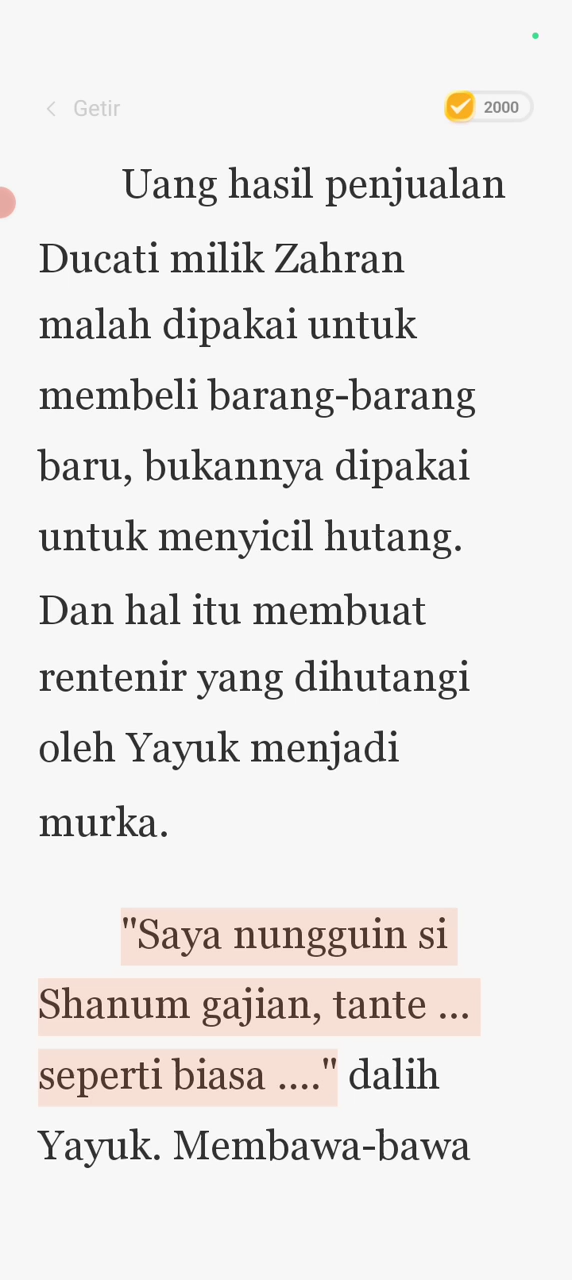 Getir
2000
Uang hasil penjualan
Ducati milik Zahran
malah dipakai untuk
membeli barang-barang
baru, bukannya dipakai
untuk menyicil hutang.
Dan hal itu membuat
rentenir yang dihutangi
oleh Yayuk menjadi
murka.
"Saya nungguin si
Shanum gajian, tante ...
seperti biasa ...." dalih
Yayuk. Membawa-bawa